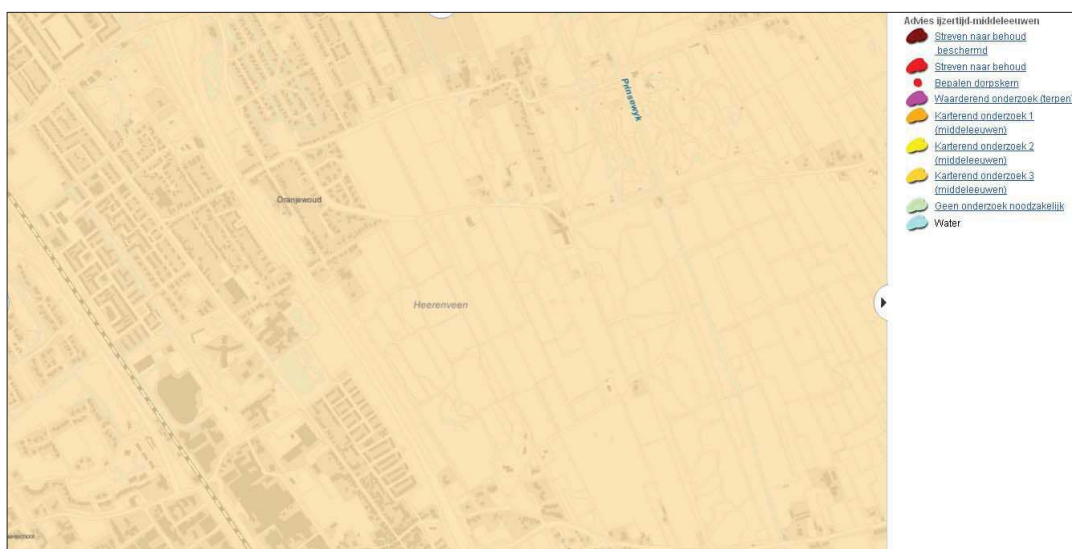 Prinsewyk
Oranjewoud
Heerenveen
Advies ijzertijd-middeleeuwen
Streven naar behoud
beschermd
Streven naar behoud
Bepalen dorpskern
Waarderend onderzoek (terpen)
Karterend onderzoek 1
(middeleeuwen)
Karterend onderzoek 2
(middeleeuwen)
Karterend onderzoek 3
(middeleeuwen)
Geen onderzoek noodzakelijk
Water